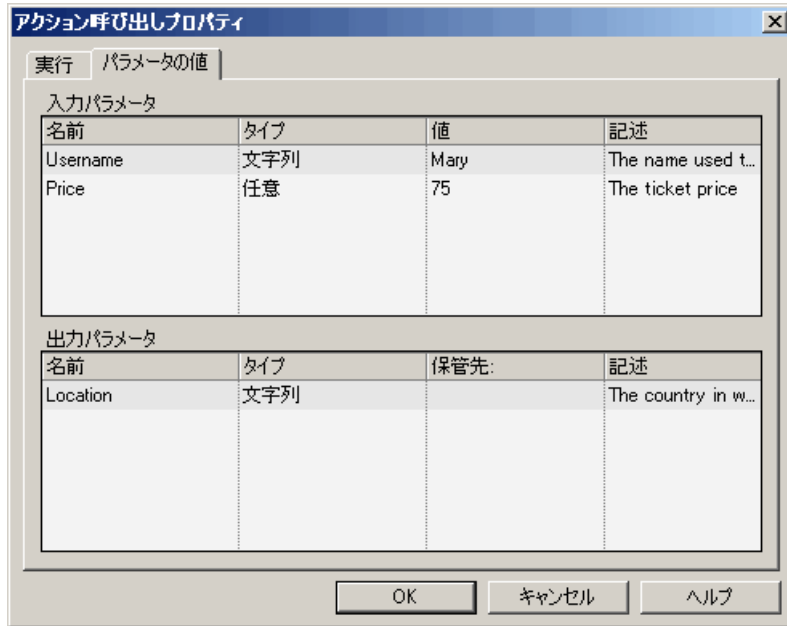 アクション呼び出しプロパティ
実行 パラメータの値
入力パラメータ
名前 タイプ 値 記述
Username 文字列 Mary The name used t...
Price 任意 75 The ticket price
出力パラメータ
名前 タイプ 保管先: 記述
Location 文字列 The country in w...
OK キャンセル ヘルプ